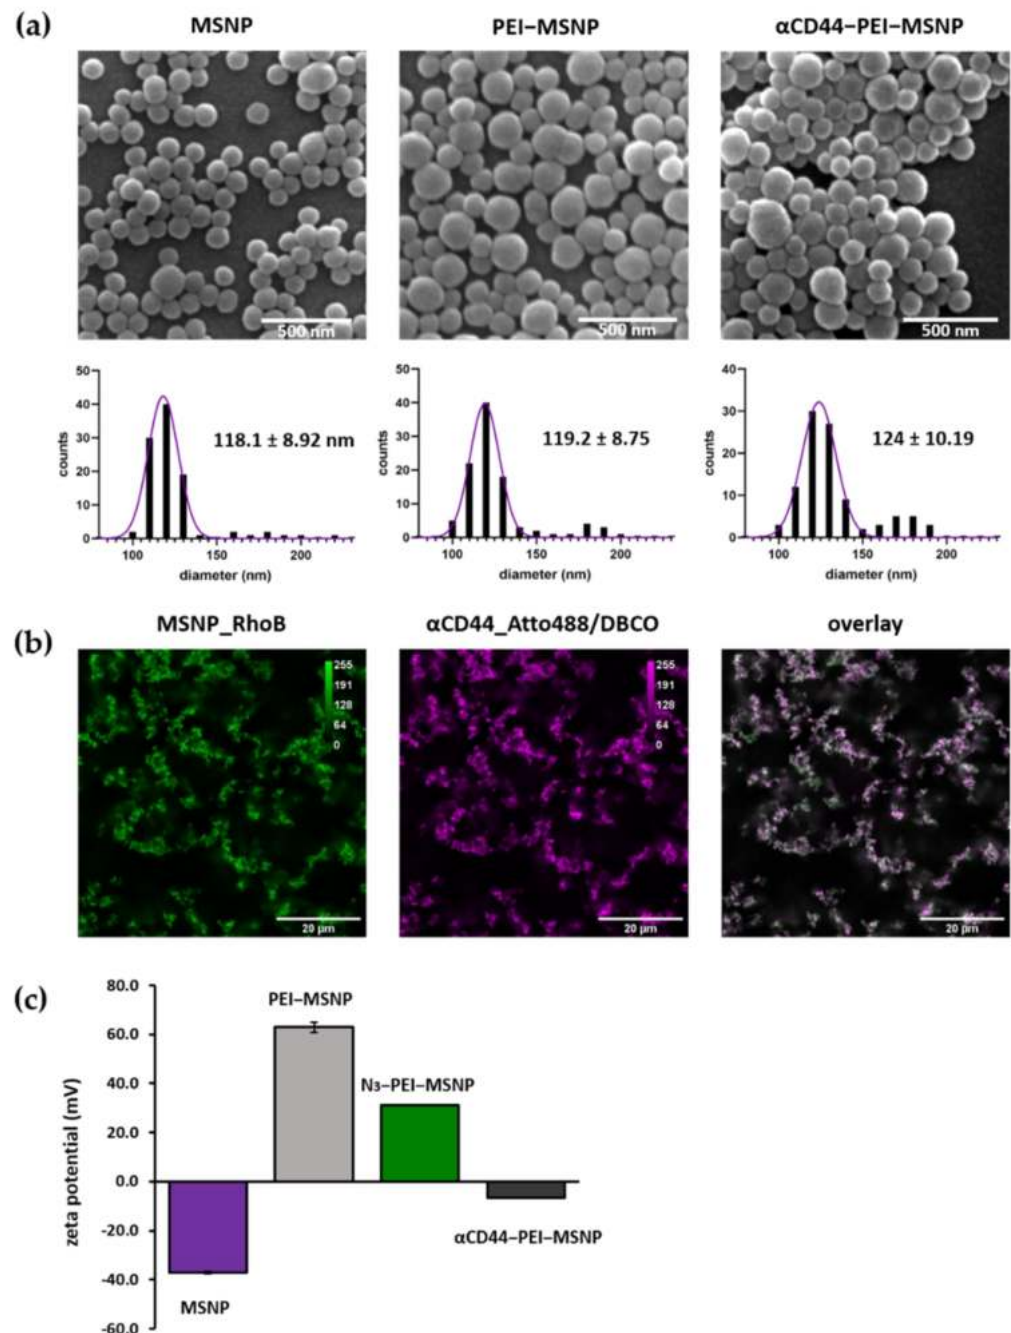 (a)
MSNP
PEI–MSNP
αCD44–PEI–MSNP
500 nm
500 nm
500 nm
50
40
30
20
10
0
counts
118.1 ± 8.92 nm
100
150
200
diameter (nm)
50
40
30
20
10
0
counts
119.2 ± 8.75
100
150
200
diameter (nm)
40
30
20
10
0
counts
124 ± 10.19
100
150
200
diameter (nm)
(b)
MSNP_RhoB
αCD44_Atto488/DBCO
overlay
255
191
128
64
0
20 µm
255
191
128
64
0
20 µm
20 µm
(c)
80.0
60.0
40.0
20.0
0.0
-20.0
-40.0
-60.0
zeta potential (mV)
PEI–MSNP
N₃–PEI–MSNP
αCD44–PEI–MSNP
MSNP